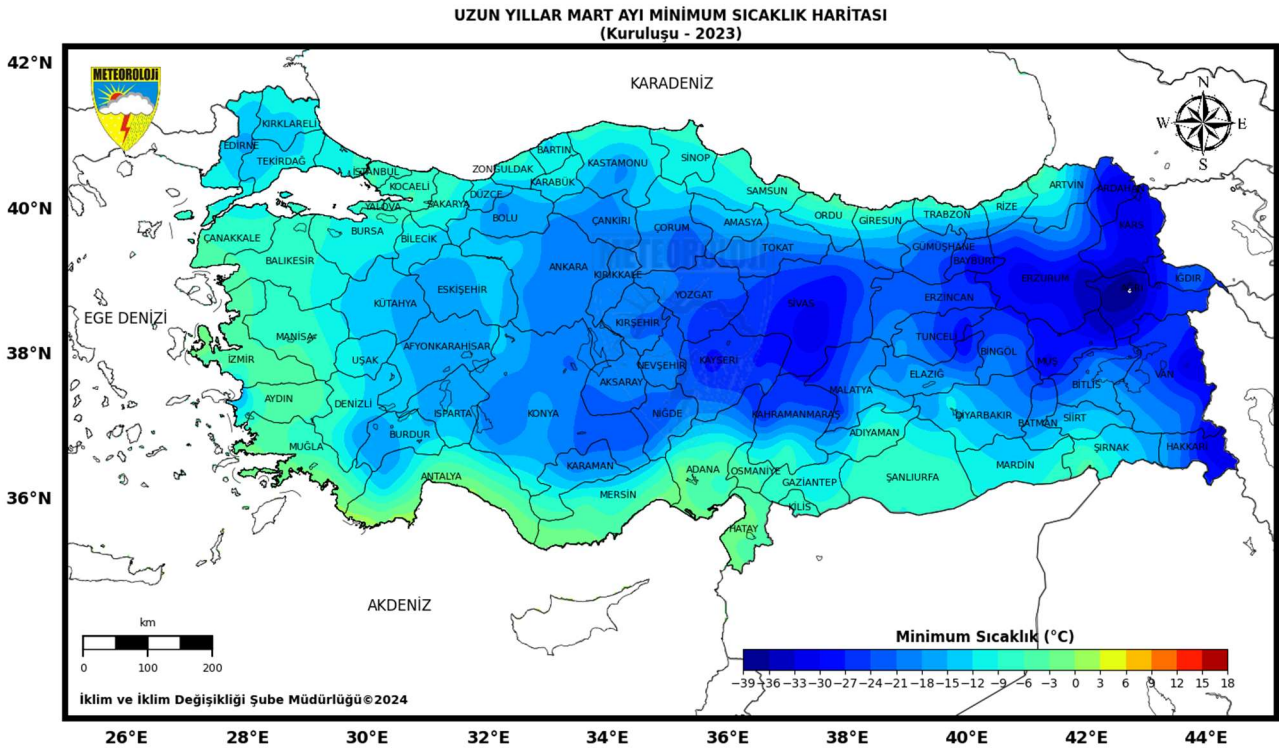 UZUN YILLAR MART AYI MİNİMUM SICAKLIK HARİTASI
(Kuruluşu - 2023)
42°N
40°N
38°N
36°N
METEOROLOJİ
KARADENİZ
N
W E
S
KIRKLARELİ
EDİRNE
TEKİRDAĞ
İSTANBUL
KOCAELİ
YALOVA
SAKARYA
DÜZCE
ZONGULDAK
BARTIN
KARABÜK
KASTAMONU
SİNOP
SAMSUN
ORDU
GİRESUN
TRABZON
RİZE
ARTVİN
ARDAHAN
KARS
ÇANAKKALE
BALIKESİR
BURSA
BİLECİK
BOLU
ÇANKIRI
ÇORUM
AMASYA
TOKAT
GÜMÜŞHANE
BAYBURT
ERZURUM
IĞDIR
METEOROLOJİ
ANKARA
KIRIKKALE
ESKİŞEHİR
KÜTAHYA
YOZGAT
SİVAS
ERZİNCAN
EGE DENİZİ
MANİSA
İZMİR
UŞAK
AFYONKARAHİSAR
KIRŞEHİR
NEVŞEHİR
KAYSERİ
TUNCELİ
BİNGÖL
MUŞ
VAN
BİTLİS
ELAZIĞ
MALATYA
AKSARAY
AYDIN
DENİZLİ
ISPARTA
KONYA
NİĞDE
KAHRAMANMARAŞ
DİYARBAKIR
BATMAN
SİİRT
BURDUR
MUĞLA
ADIYAMAN
ŞIRNAK
HAKKARİ
MARDİN
ANTALYA
KARAMAN
ADANA
OSMANİYE
GAZİANTEP
ŞANLIURFA
MERSİN
KİLİS
HATAY
AKDENİZ
km
0 100 200
İklim ve İklim Değişikliği Şube Müdürlüğü©2024
Minimum Sıcaklık (°C)
−39 −36 −33 −30 −27 −24 −21 −18 −15 −12 −9 −6 −3 0 3 6 9 12 15 18
26°E 28°E 30°E 32°E 34°E 36°E 38°E 40°E 42°E 44°E